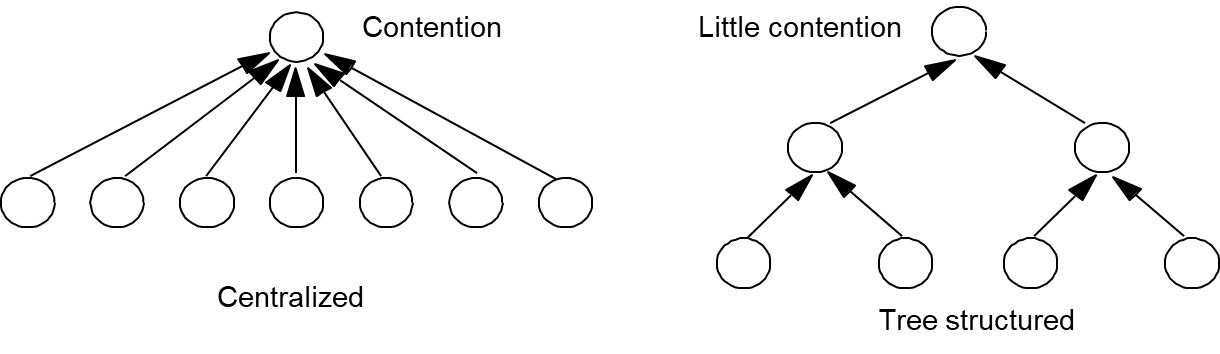 Contention
Centralized
Little contention
Tree structured